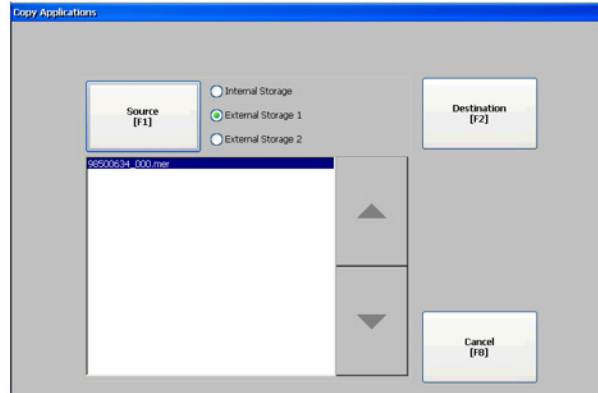 Copy Applications
Source
[F1]
Internal Storage
External Storage 1
External Storage 2
Destination
[F2]
98500634_000.mer
Cancel
[F8]